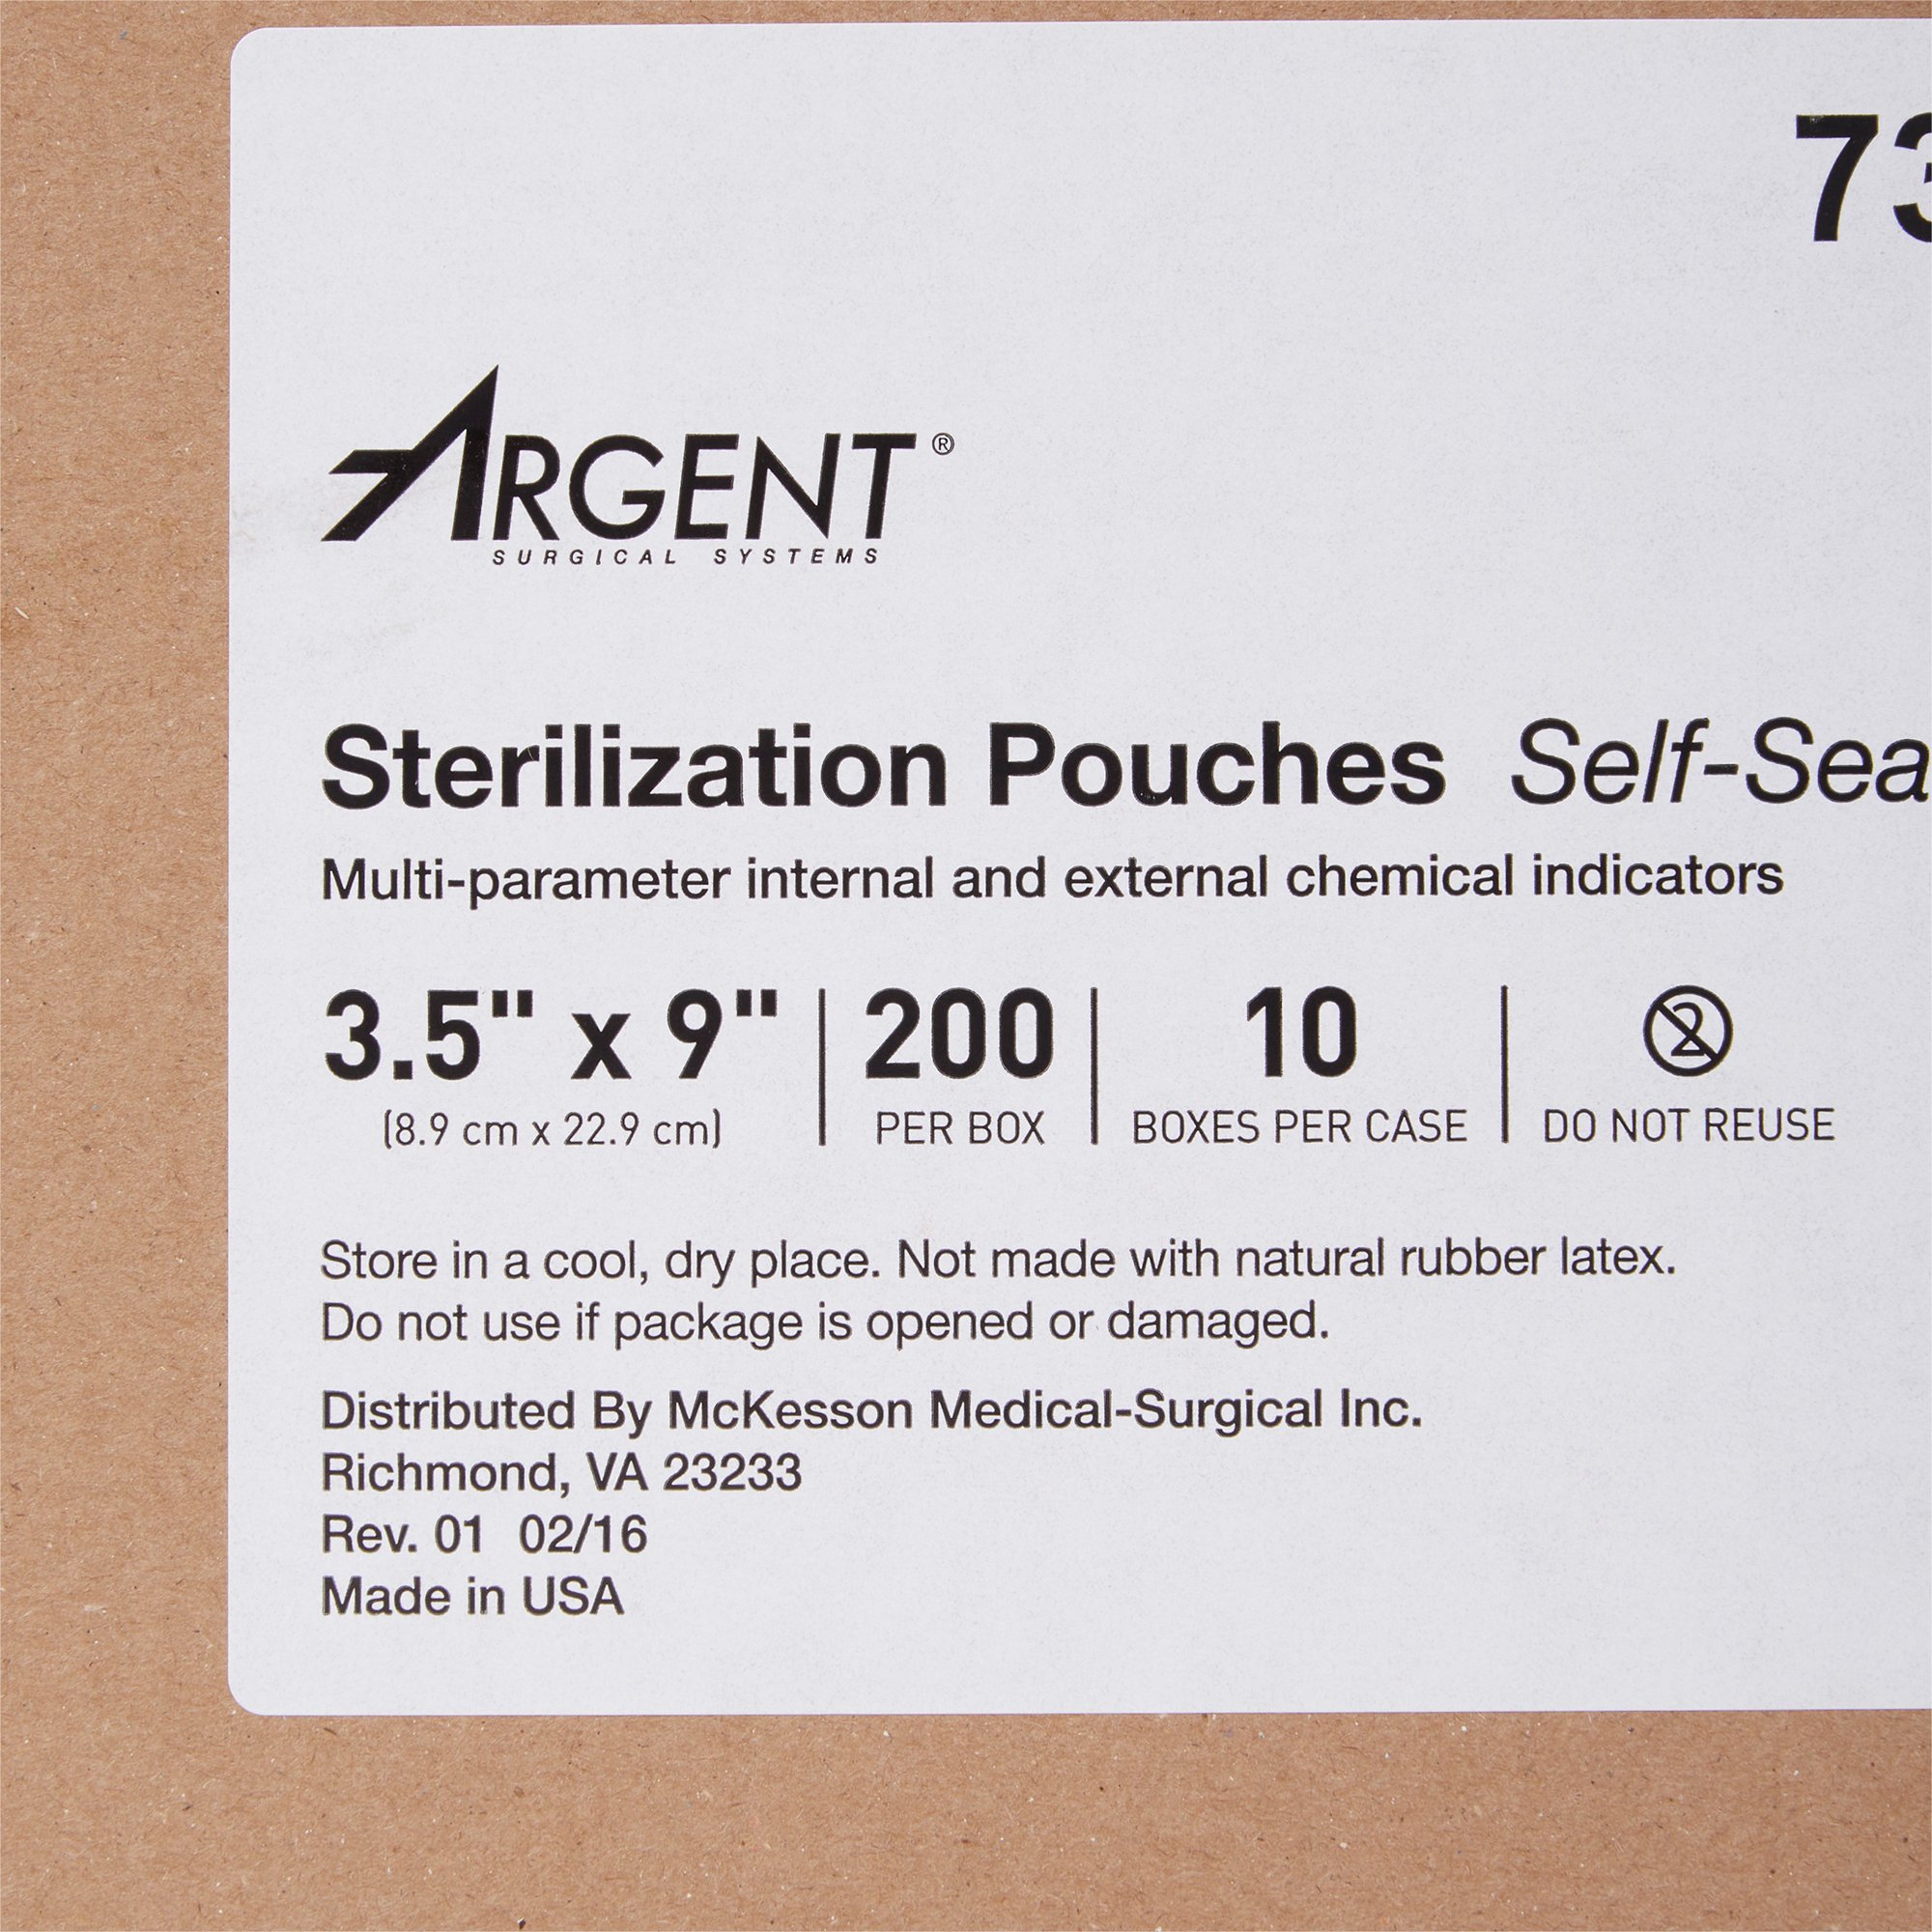 73
ARGENT®
SURGICAL SYSTEMS
Sterilization Pouches Self-Sea
Multi-parameter internal and external chemical indicators
3.5" x 9" 200 10 2
(8.9 cm x 22.9 cm) PER BOX BOXES PER CASE DO NOT REUSE
Store in a cool, dry place. Not made with natural rubber latex.
Do not use if package is opened or damaged.
Distributed By McKesson Medical-Surgical Inc.
Richmond, VA 23233
Rev. 01 02/16
Made in USA